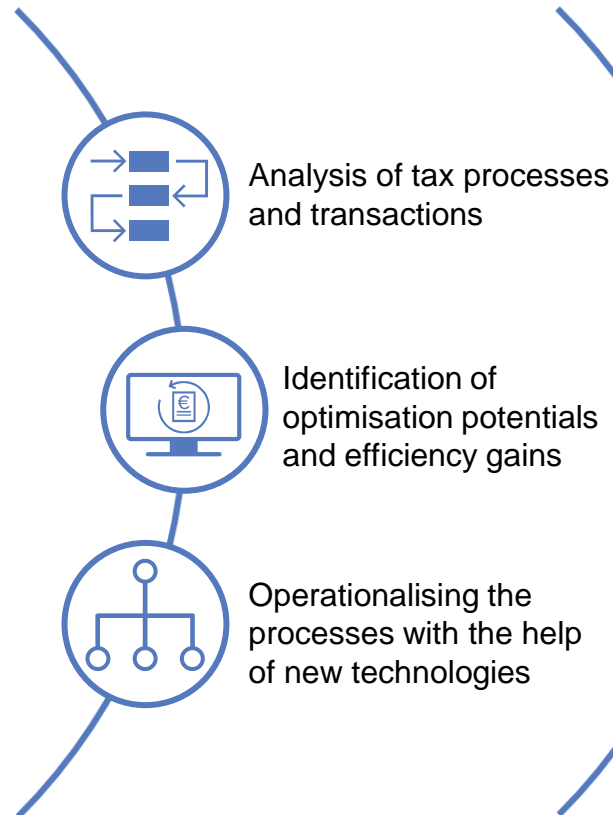 Analysis of tax processes
and transactions
€
Identification of
optimisation potentials
and efficiency gains
Operationalising the
processes with the help
of new technologies